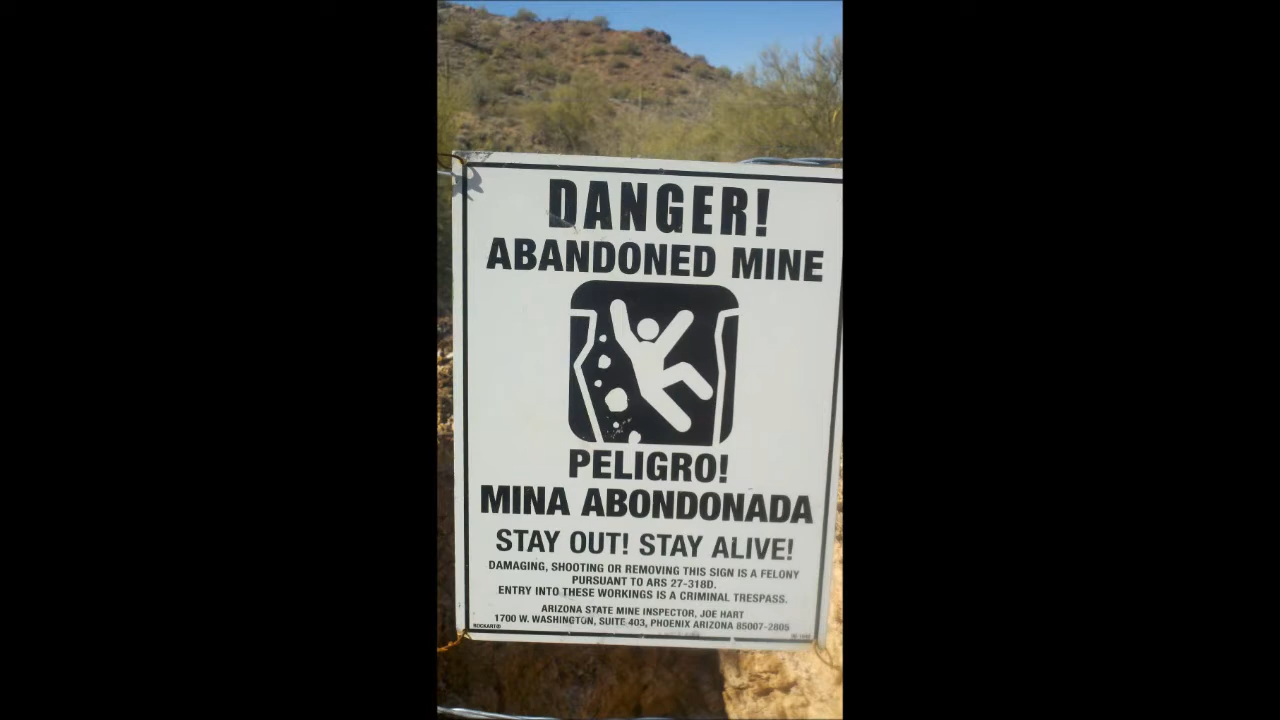 DANGER!
ABANDONED MINE
PELIGRO!
MINA ABONDONADA
STAY OUT! STAY ALIVE!
DAMAGING, SHOOTING OR REMOVING THIS SIGN IS A FELONY
PURSUANT TO ARS 27-318D.
ENTRY INTO THESE WORKINGS IS A CRIMINAL TRESPASS.
ARIZONA STATE MINE INSPECTOR, JOE HART
1700 W. WASHINGTON, SUITE 403, PHOENIX ARIZONA 85007-2805
ROCKART®